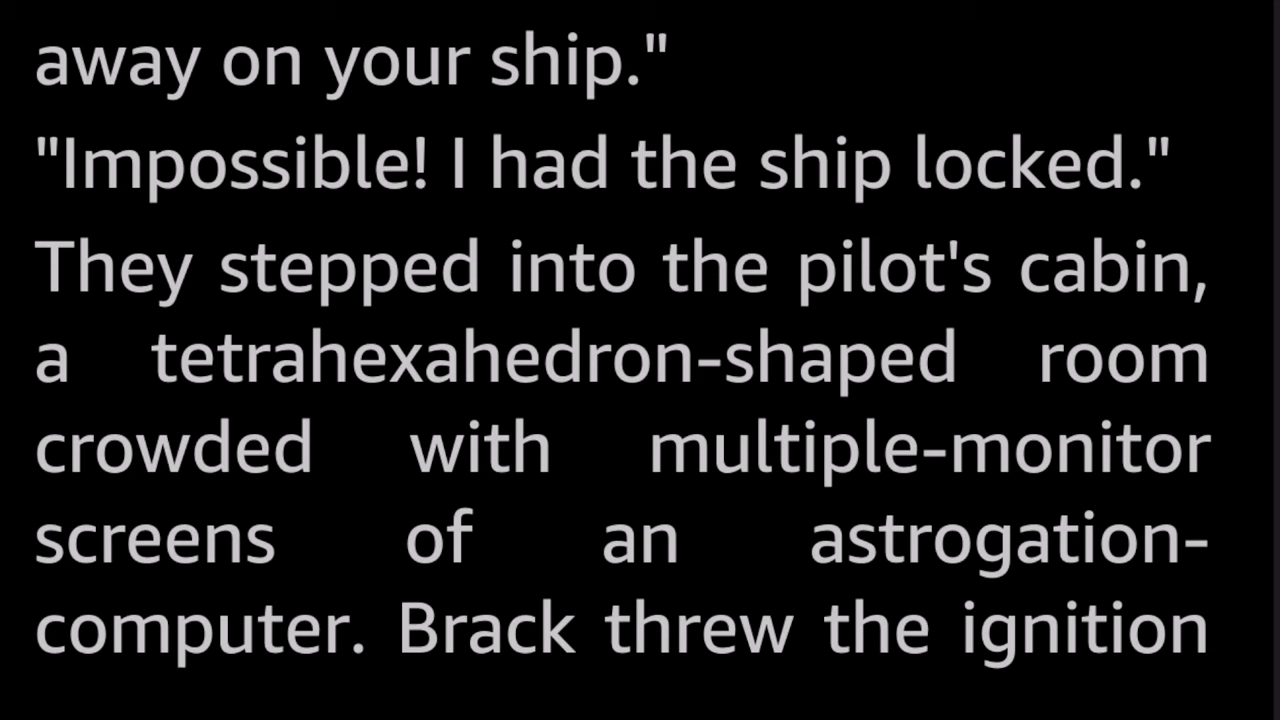 away on your ship."
"Impossible! I had the ship locked."
They stepped into the pilot's cabin,
a tetrahexahedron-shaped room
crowded with multiple-monitor
screens of an astrogation-
computer. Brack threw the ignition